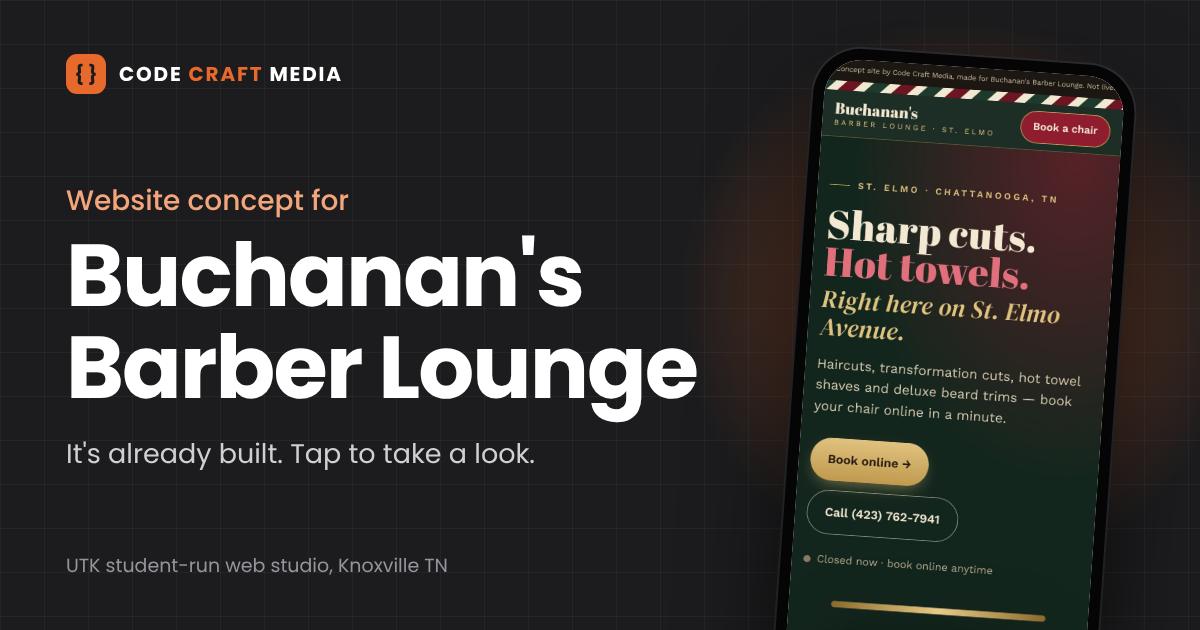 { } CODE CRAFT MEDIA
Website concept for
Buchanan's
Barber Lounge
It's already built. Tap to take a look.
UTK student-run web studio, Knoxville TN
Concept site by Code Craft Media, made for Buchanan's Barber Lounge. Not live.
Buchanan's
BARBER LOUNGE · ST. ELMO
Book a chair
ST. ELMO · CHATTANOOGA, TN
Sharp cuts.
Hot towels.
Right here on St. Elmo
Avenue.
Haircuts, transformation cuts, hot towel
shaves and deluxe beard trims — book
your chair online in a minute.
Book online →
Call (423) 762-7941
Closed now · book online anytime